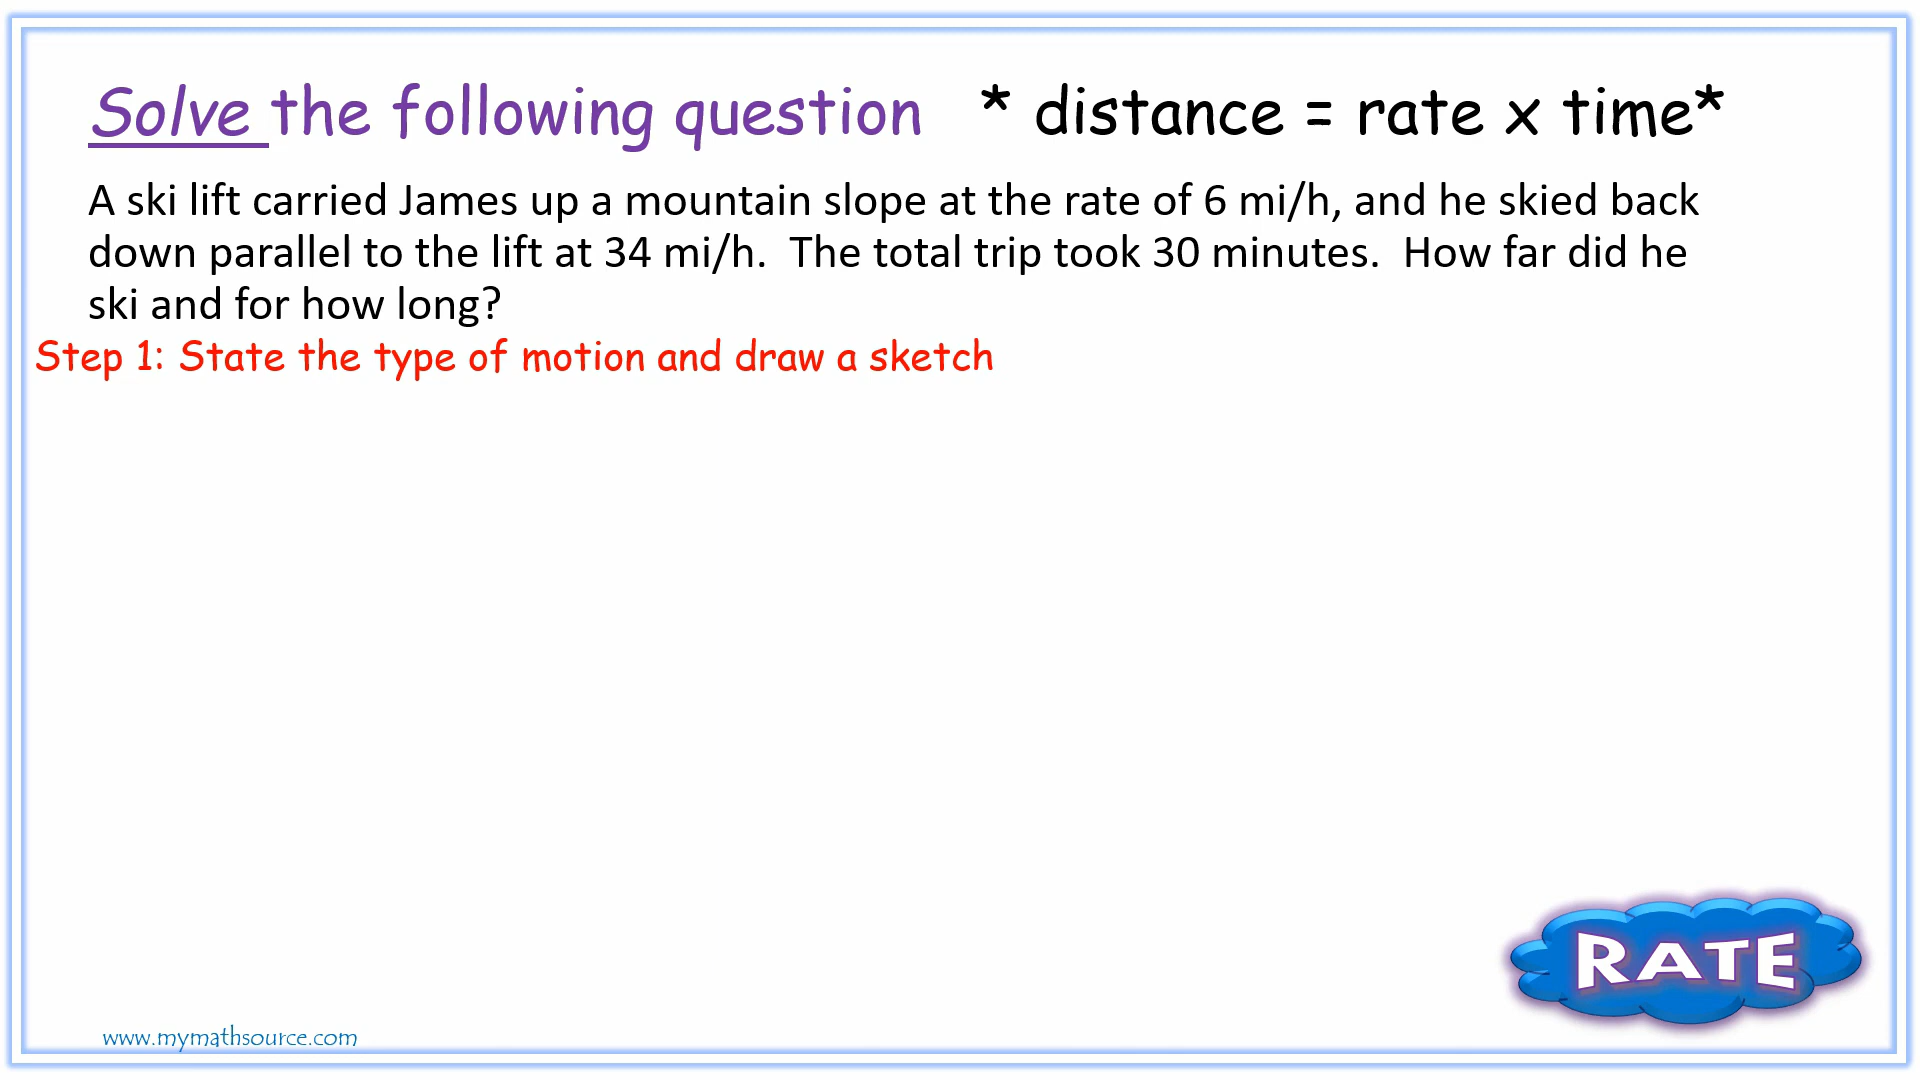 Solve the following question * distance = rate x time*
A ski lift carried James up a mountain slope at the rate of 6 mi/h, and he skied back
down parallel to the lift at 34 mi/h. The total trip took 30 minutes. How far did he
ski and for how long?
Step 1: State the type of motion and draw a sketch
RATE
www.mymathsource.com